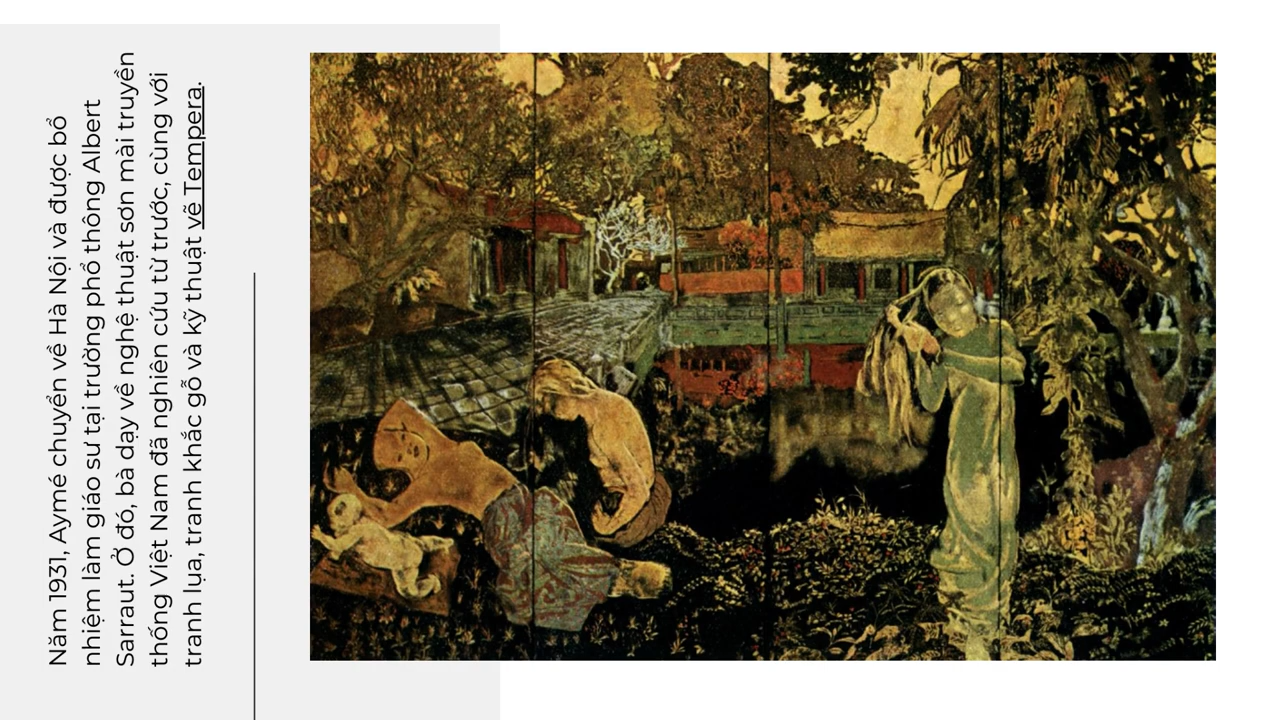 Năm 1931, Aymé chuyển về Hà Nội và được bổ
nhiệm làm giáo sư tại trường phổ thông Albert
Sarraut. Ở đó, bà dạy về nghệ thuật sơn mài truyền
thống Việt Nam đã nghiên cứu từ trước, cùng với
tranh lụa, tranh khắc gỗ và kỹ thuật vẽ Tempera.